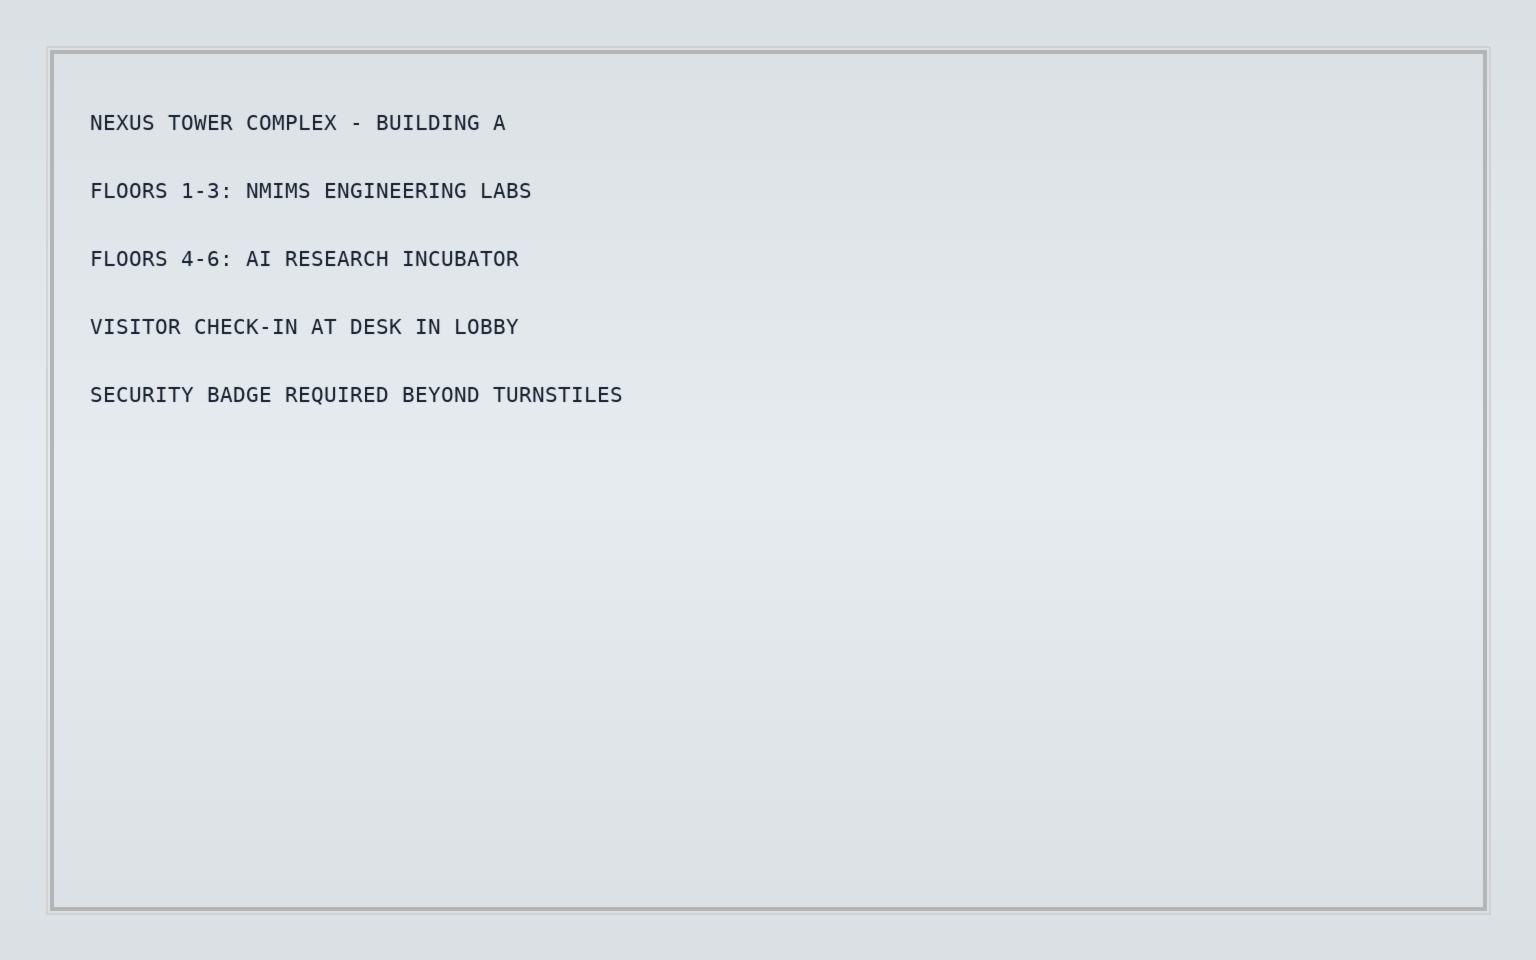 NEXUS TOWER COMPLEX - BUILDING A
FLOORS 1-3: NMIMS ENGINEERING LABS
FLOORS 4-6: AI RESEARCH INCUBATOR
VISITOR CHECK-IN AT DESK IN LOBBY
SECURITY BADGE REQUIRED BEYOND TURNSTILES